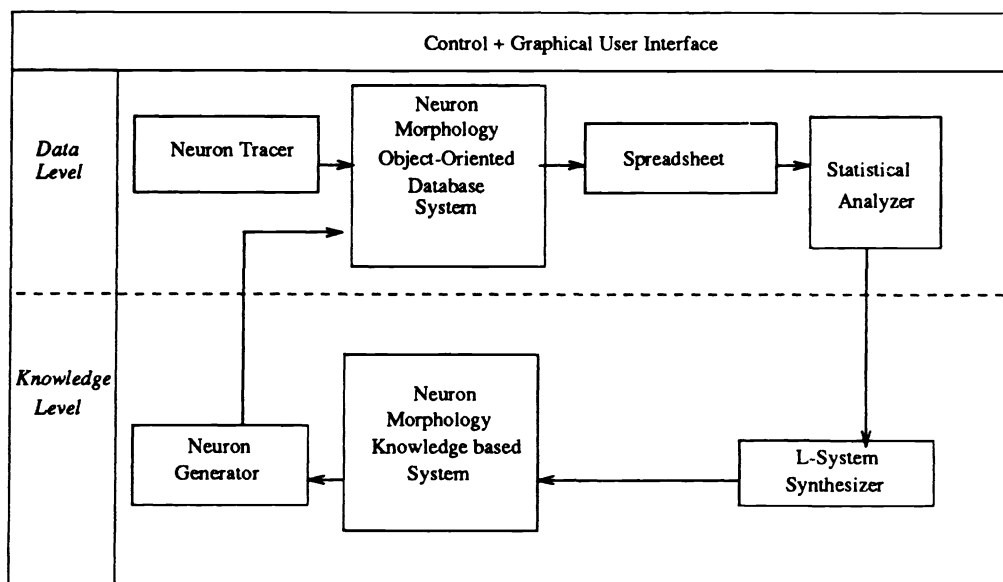 Control + Graphical User Interface
Data
Level
Neuron Tracer
Neuron
Morphology
Object-Oriented
Database
System
Spreadsheet
Statistical
Analyzer
Knowledge
Level
Neuron
Generator
Neuron
Morphology
Knowledge based
System
L-System
Synthesizer